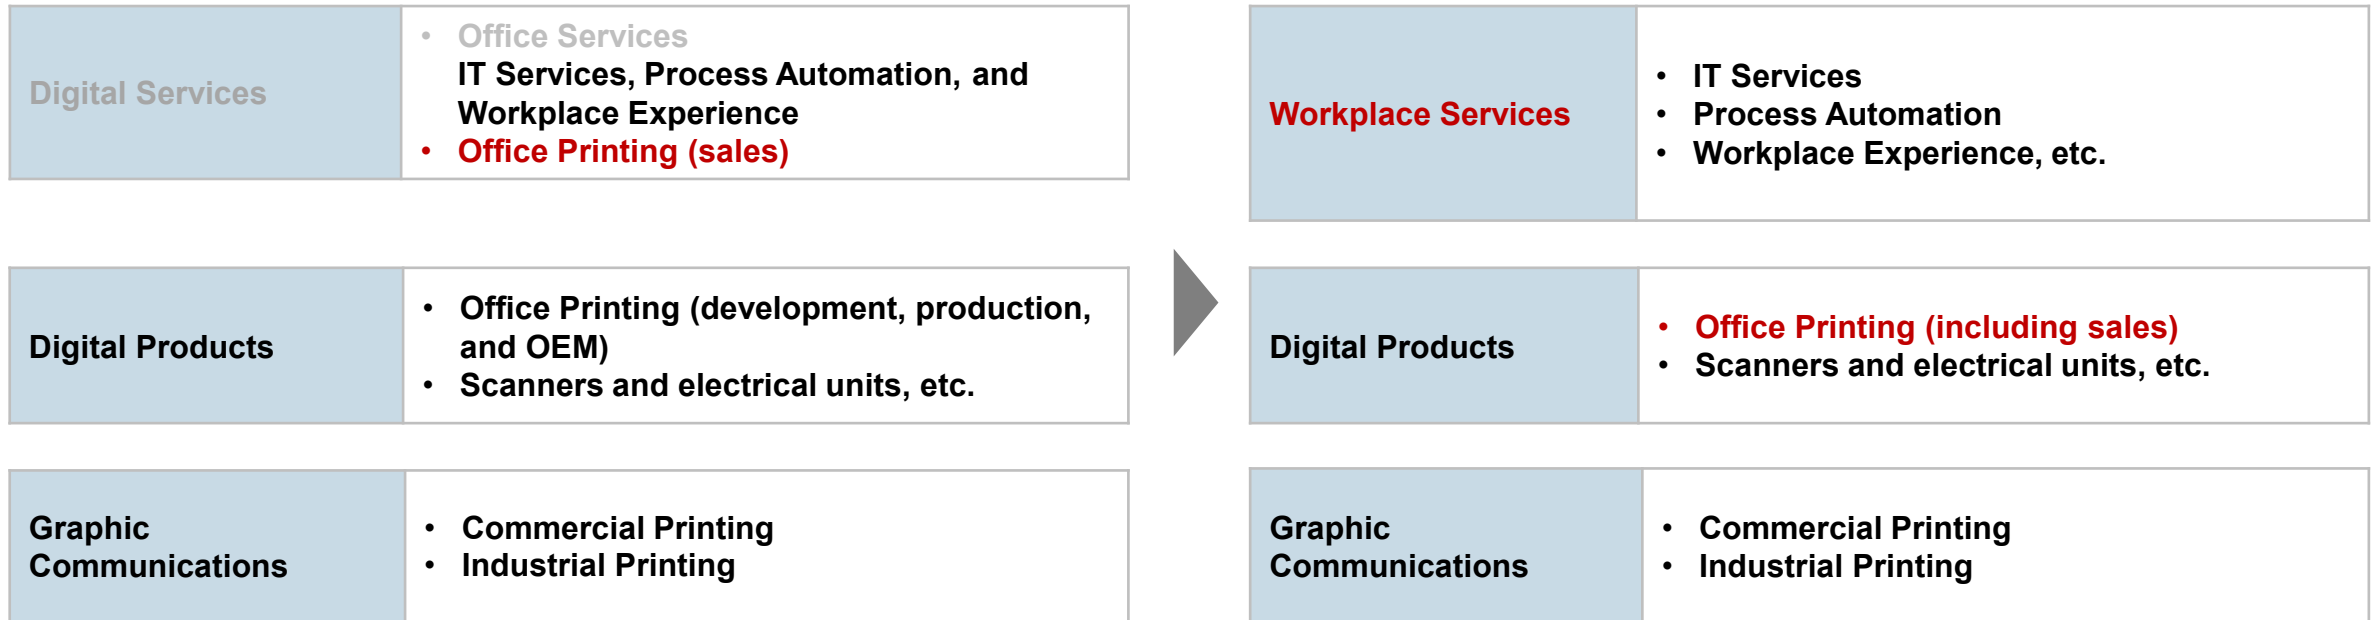 Digital Services
• Office Services
IT Services, Process Automation, and
Workplace Experience
• Office Printing (sales)
Digital Products
• Office Printing (development, production,
and OEM)
• Scanners and electrical units, etc.
Graphic
Communications
• Commercial Printing
• Industrial Printing
Workplace Services
• IT Services
• Process Automation
• Workplace Experience, etc.
Digital Products
• Office Printing (including sales)
• Scanners and electrical units, etc.
Graphic
Communications
• Commercial Printing
• Industrial Printing